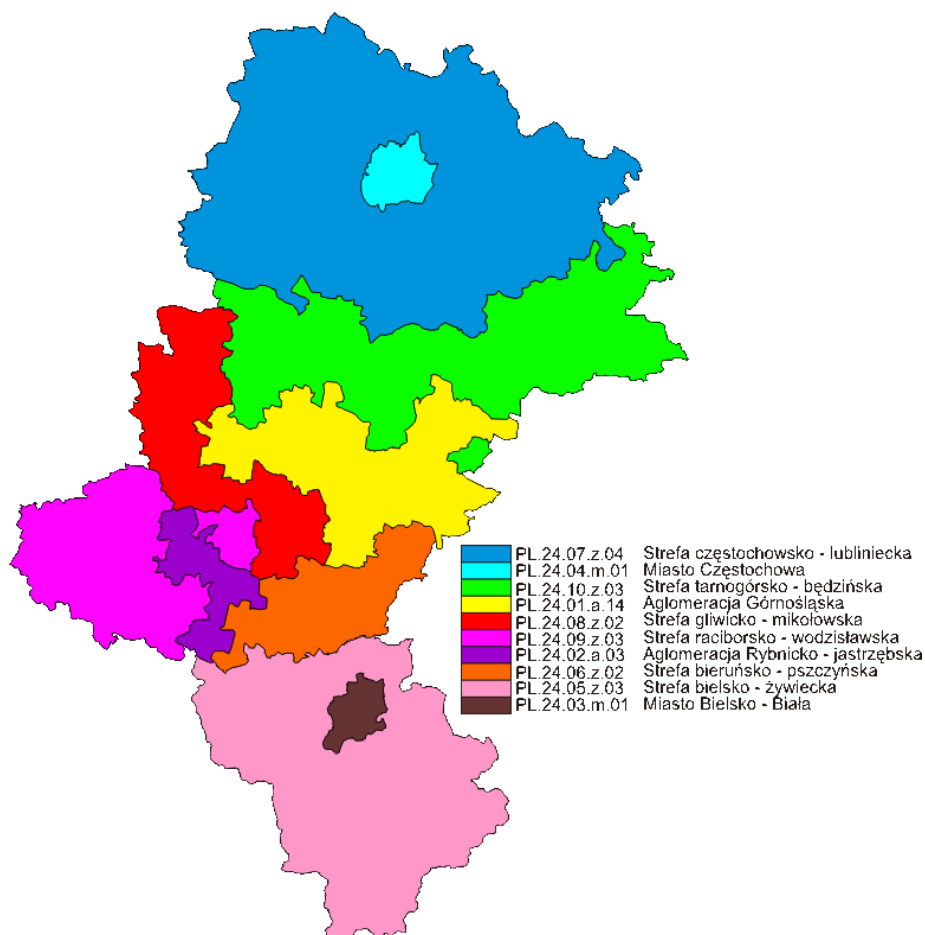 PL.24.07.z.04 Strefa częstochowsko - lubliniecka
PL.24.04.m.01 Miasto Częstochowa
PL.24.10.z.03 Strefa tarnogórsko - będzińska
PL.24.01.a.14 Aglomeracja Górnośląska
PL.24.08.z.02 Strefa gliwicko - mikołowska
PL.24.09.z.03 Strefa raciborsko - wodzisławska
PL.24.02.a.03 Aglomeracja Rybnicko - jastrzębska
PL.24.06.z.02 Strefa bieruńsko - pszczyńska
PL.24.05.z.03 Strefa bielsko - żywiecka
PL.24.03.m.01 Miasto Bielsko - Biała